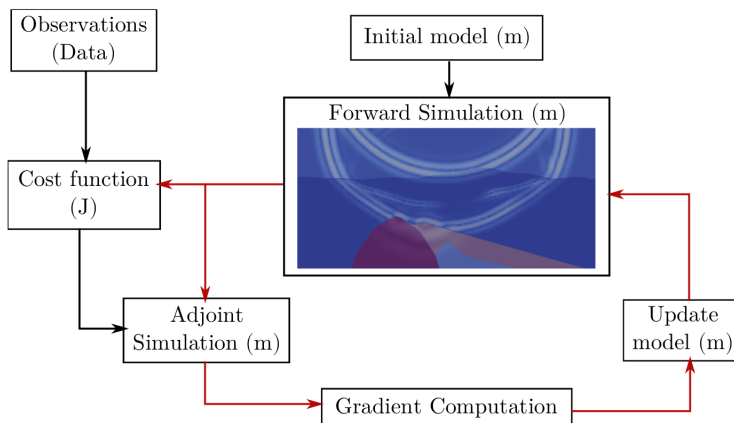 Observations
(Data)
Initial model (m)
Forward Simulation (m)
Cost function
(J)
Adjoint
Simulation (m)
Update
model (m)
Gradient Computation